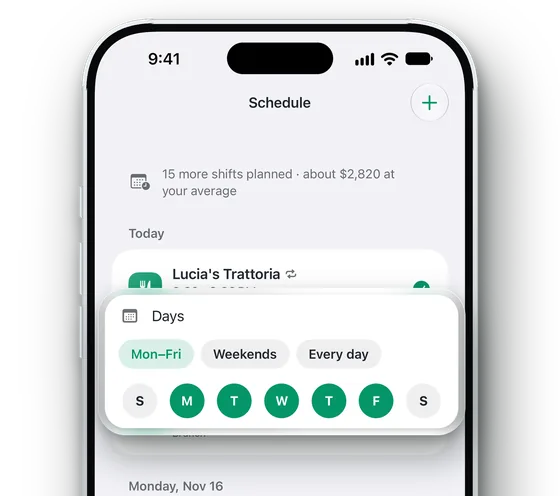 9:41
Schedule
15 more shifts planned · about $2,820 at
your average
Today
Lucia's Trattoria
Days
Mon–Fri Weekends Every day
S M T W T F S
Monday, Nov 16